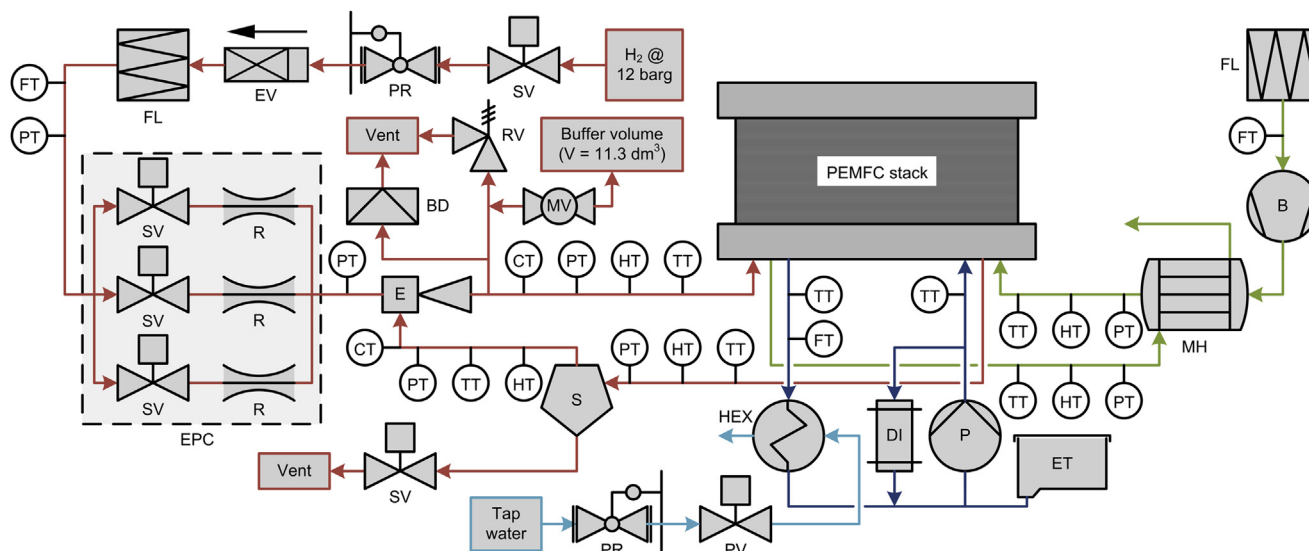 H2 @
12 barg
FL
EV
PR
SV
FT
PT
FL
FT
Vent
RV
Buffer volume
(V = 11.3 dm³)
PEMFC stack
BD
MV
B
SV
R
PT
CT
PT
HT
TT
TT
TT
E
SV
R
FT
TT
HT
PT
MH
CT
PT
TT
HT
PT
HT
TT
TT
HT
PT
SV
R
EPC
S
HEX
DI
P
ET
Vent
SV
Tap
water
PR
PV